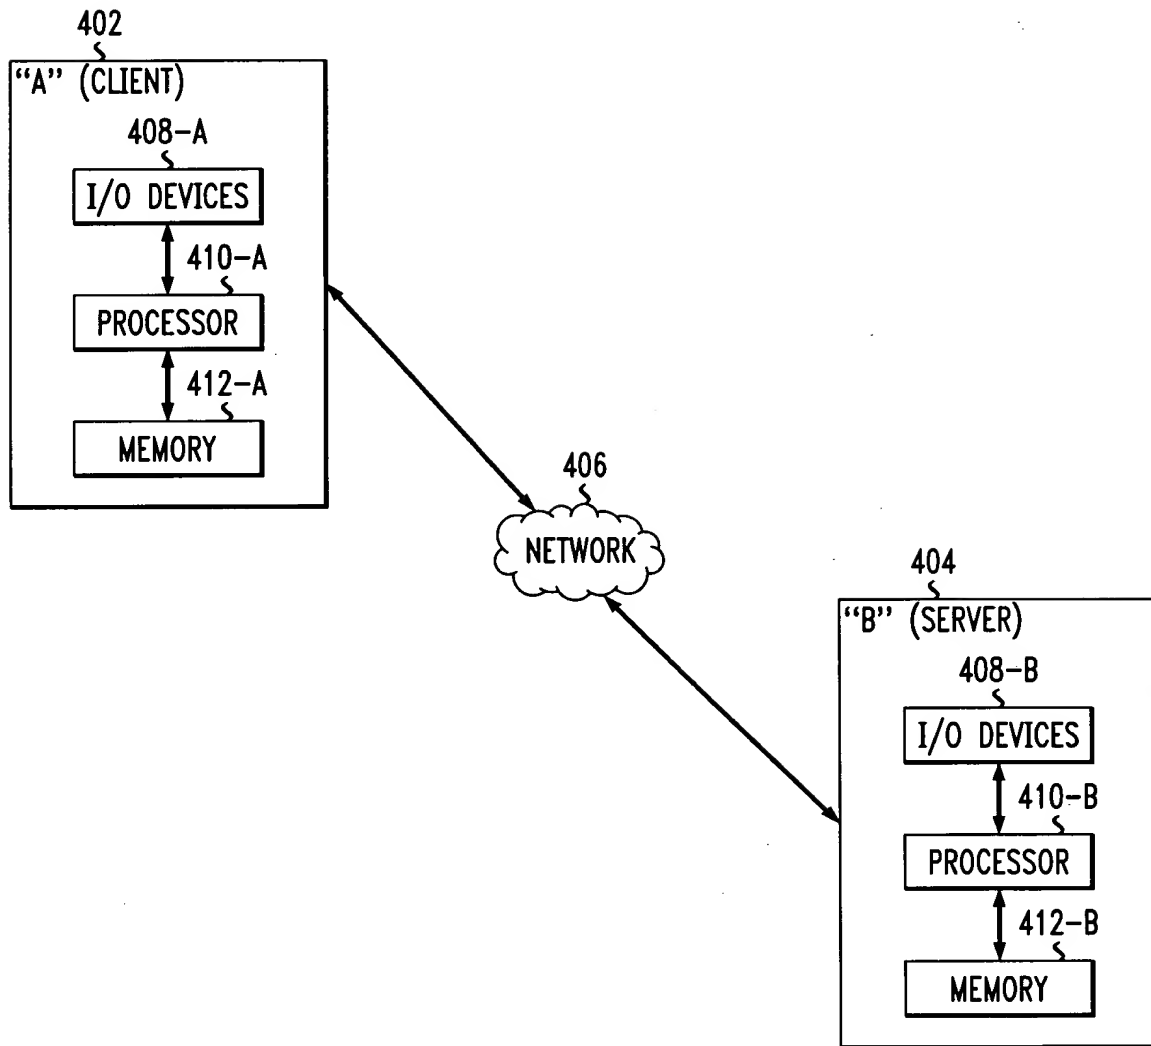 402
“A” (CLIENT)
408-A
I/O DEVICES
410-A
PROCESSOR
412-A
MEMORY
406
NETWORK
404
“B” (SERVER)
408-B
I/O DEVICES
410-B
PROCESSOR
412-B
MEMORY